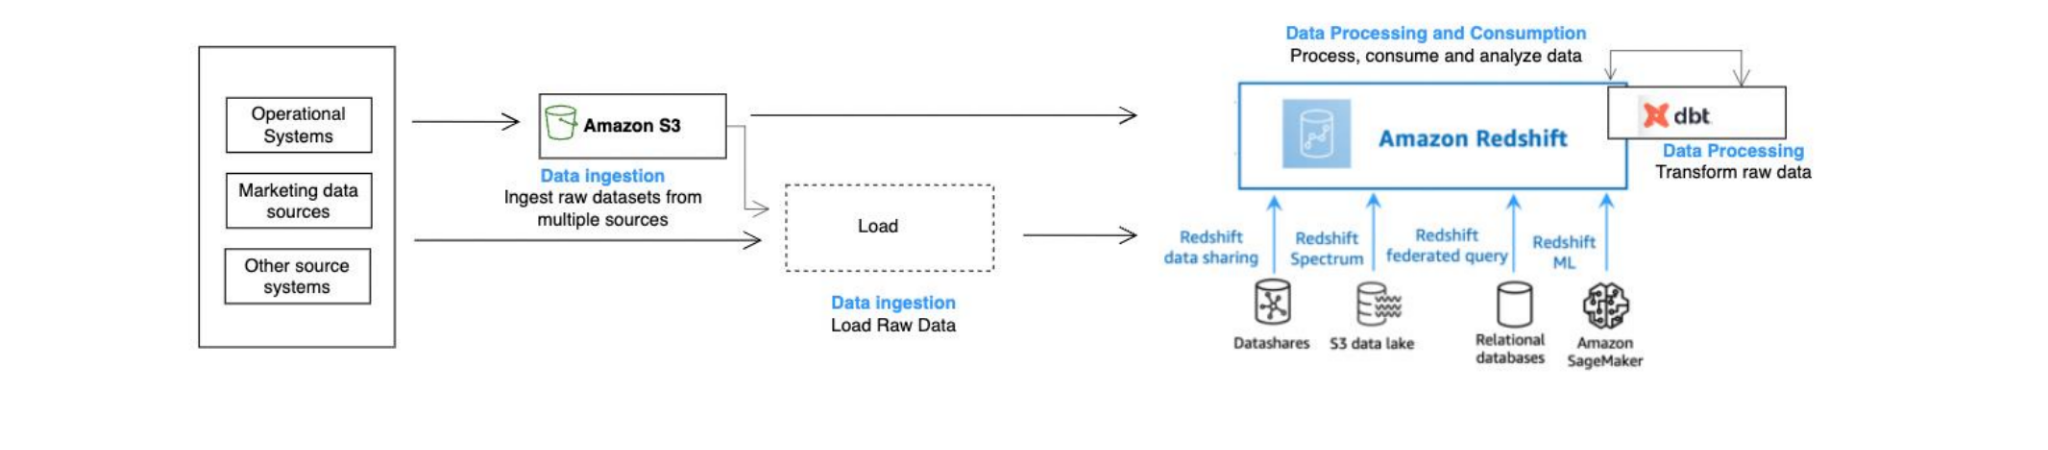 Operational
Systems
Marketing data
sources
Other source
systems
Amazon S3
Data ingestion
Ingest raw datasets from
multiple sources
Load
Data ingestion
Load Raw Data
Data Processing and Consumption
Process, consume and analyze data
Amazon Redshift
dbt
Data Processing
Transform raw data
Redshift
data sharing
Redshift
Spectrum
Redshift
federated query
Redshift
ML
Datashares
S3 data lake
Relational
databases
Amazon
SageMaker